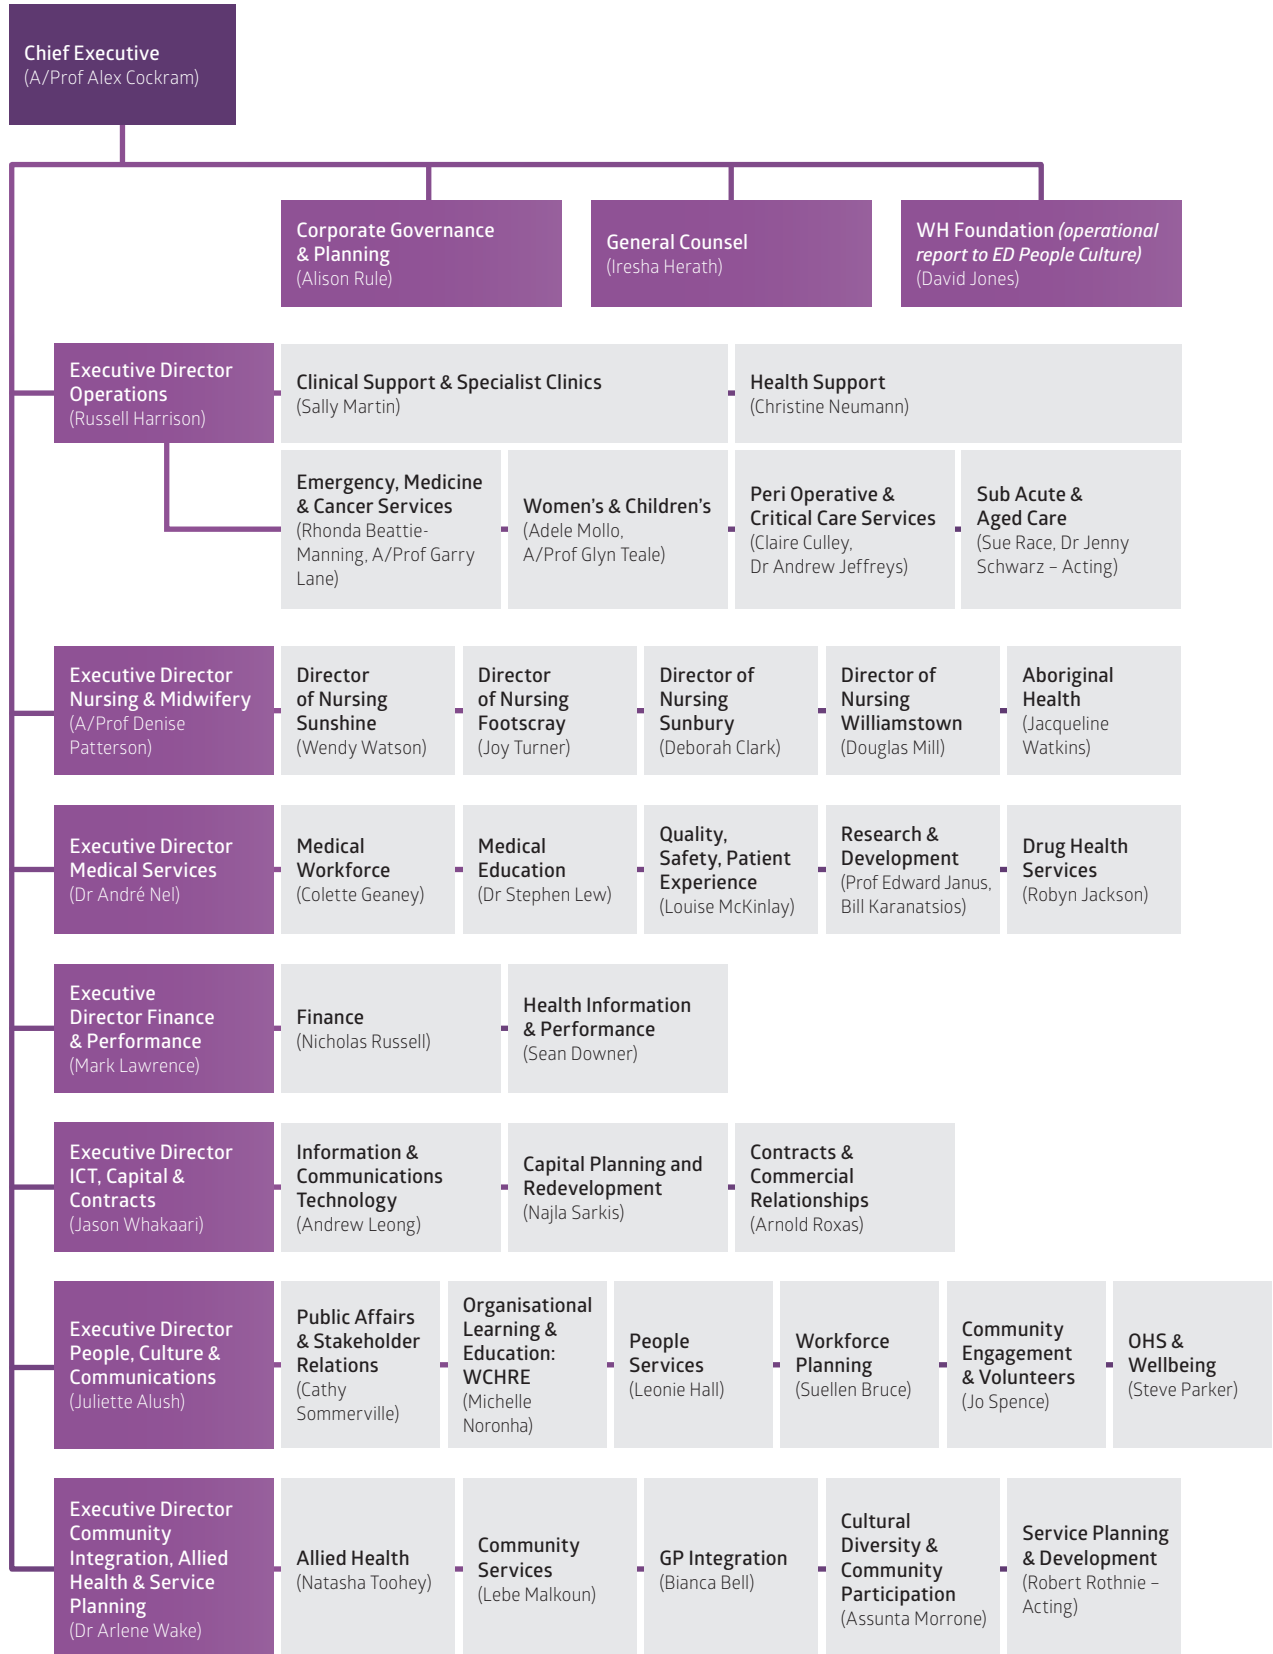 Chief Executive
(A/Prof Alex Cockram)
Corporate Governance
& Planning
(Alison Rule)
General Counsel
(Iresha Herath)
WH Foundation (operational
report to ED People Culture)
(David Jones)
Executive Director
Operations
(Russell Harrison)
Clinical Support & Specialist Clinics
(Sally Martin)
Health Support
(Christine Neumann)
Emergency, Medicine
& Cancer Services
(Rhonda Beattie-
Manning, A/Prof Garry
Lane)
Women’s & Children’s
(Adele Mollo,
A/Prof Glyn Teale)
Peri Operative &
Critical Care Services
(Claire Culley,
Dr Andrew Jeffreys)
Sub Acute &
Aged Care
(Sue Race, Dr Jenny
Schwarz – Acting)
Executive Director
Nursing & Midwifery
(A/Prof Denise
Patterson)
Director
of Nursing
Sunshine
(Wendy Watson)
Director
of Nursing
Footscray
(Joy Turner)
Director of
Nursing
Sunbury
(Deborah Clark)
Director of
Nursing
Williamstown
(Douglas Mill)
Aboriginal
Health
(Jacqueline
Watkins)
Executive Director
Medical Services
(Dr André Nel)
Medical
Workforce
(Colette Geaney)
Medical
Education
(Dr Stephen Lew)
Quality,
Safety, Patient
Experience
(Louise McKinlay)
Research &
Development
(Prof Edward Janus,
Bill Karanatsios)
Drug Health
Services
(Robyn Jackson)
Executive
Director Finance
& Performance
(Mark Lawrence)
Finance
(Nicholas Russell)
Health Information
& Performance
(Sean Downer)
Executive Director
ICT, Capital &
Contracts
(Jason Whakaari)
Information &
Communications
Technology
(Andrew Leong)
Capital Planning and
Redevelopment
(Najla Sarkis)
Contracts &
Commercial
Relationships
(Arnold Roxas)
Executive Director
People, Culture &
Communications
(Juliette Alush)
Public Affairs
& Stakeholder
Relations
(Cathy
Sommerville)
Organisational
Learning &
Education:
WCHRE
(Michelle
Noronha)
People
Services
(Leonie Hall)
Workforce
Planning
(Suellen Bruce)
Community
Engagement
& Volunteers
(Jo Spence)
OHS &
Wellbeing
(Steve Parker)
Executive Director
Community
Integration, Allied
Health & Service
Planning
(Dr Arlene Wake)
Allied Health
(Natasha Toohey)
Community
Services
(Lebe Malkoun)
GP Integration
(Bianca Bell)
Cultural
Diversity &
Community
Participation
(Assunta Morrone)
Service Planning
& Development
(Robert Rothnie –
Acting)